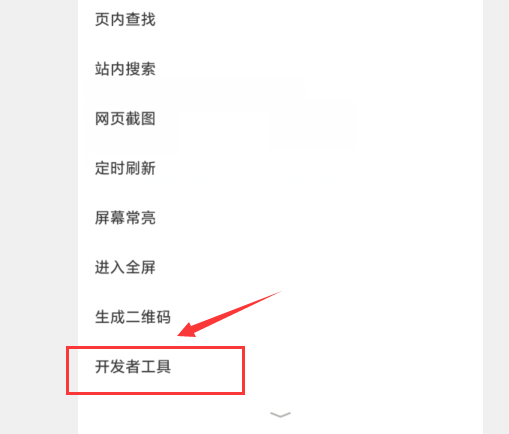 页内查找
站内搜索
网页截图
定时刷新
屏幕常亮
进入全屏
生成二维码
开发者工具